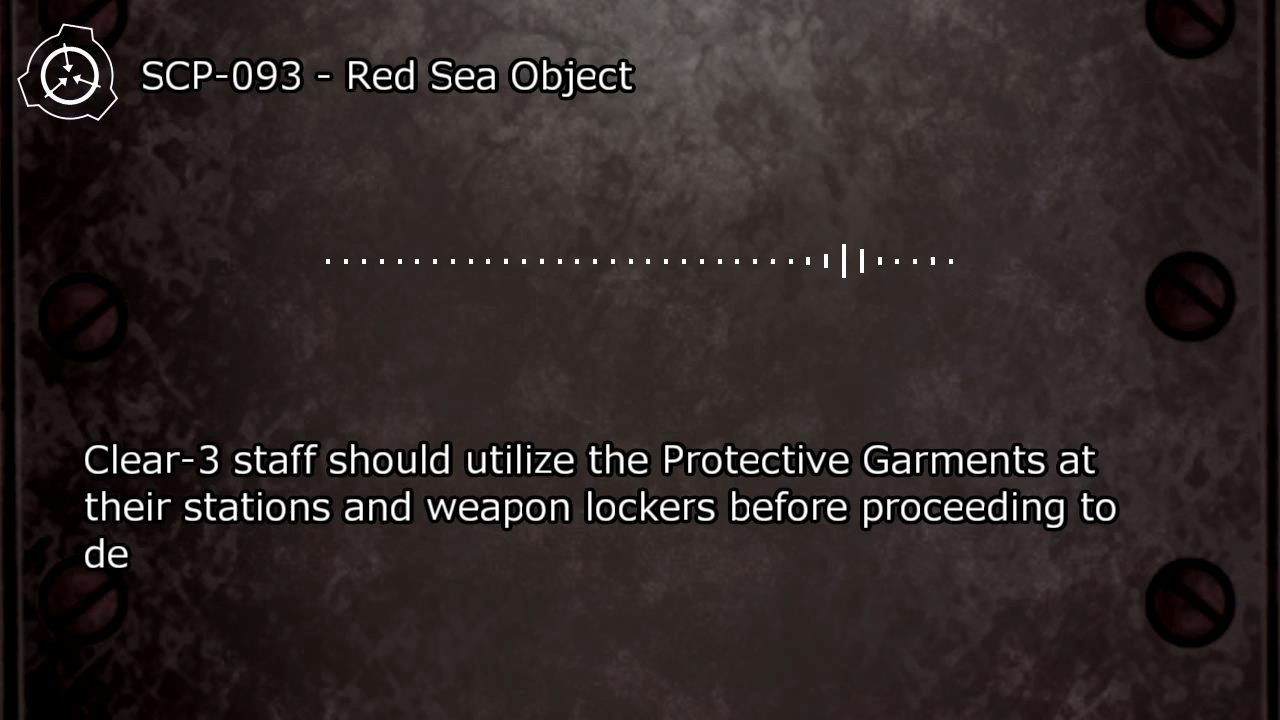 SCP-093 - Red Sea Object
Clear-3 staff should utilize the Protective Garments at
their stations and weapon lockers before proceeding to
de